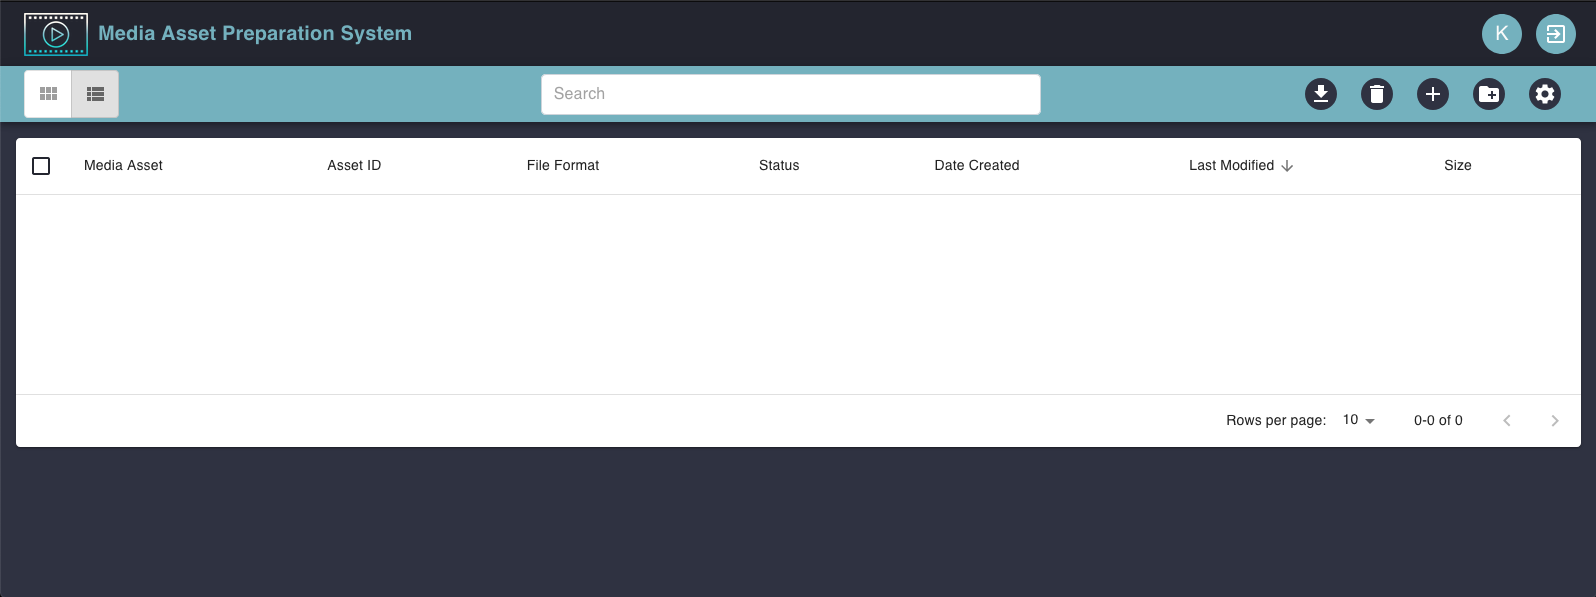 Media Asset Preparation System
K
Search
Media Asset Asset ID File Format Status Date Created Last Modified Size
Rows per page: 10 0-0 of 0